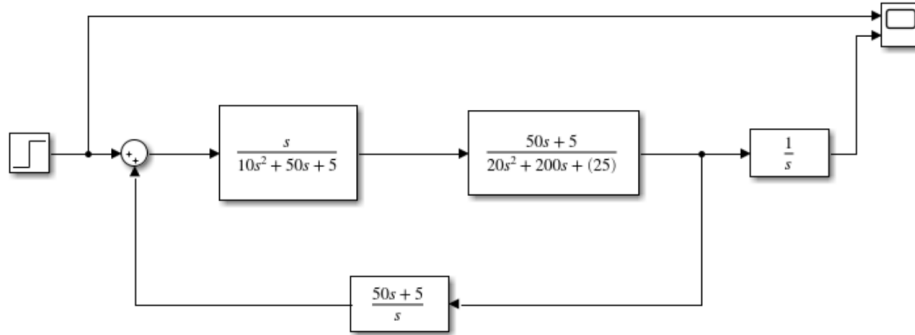 ++
s
10s² + 50s + 5
50s + 5
20s² + 200s + (25)
1
s
50s + 5
s